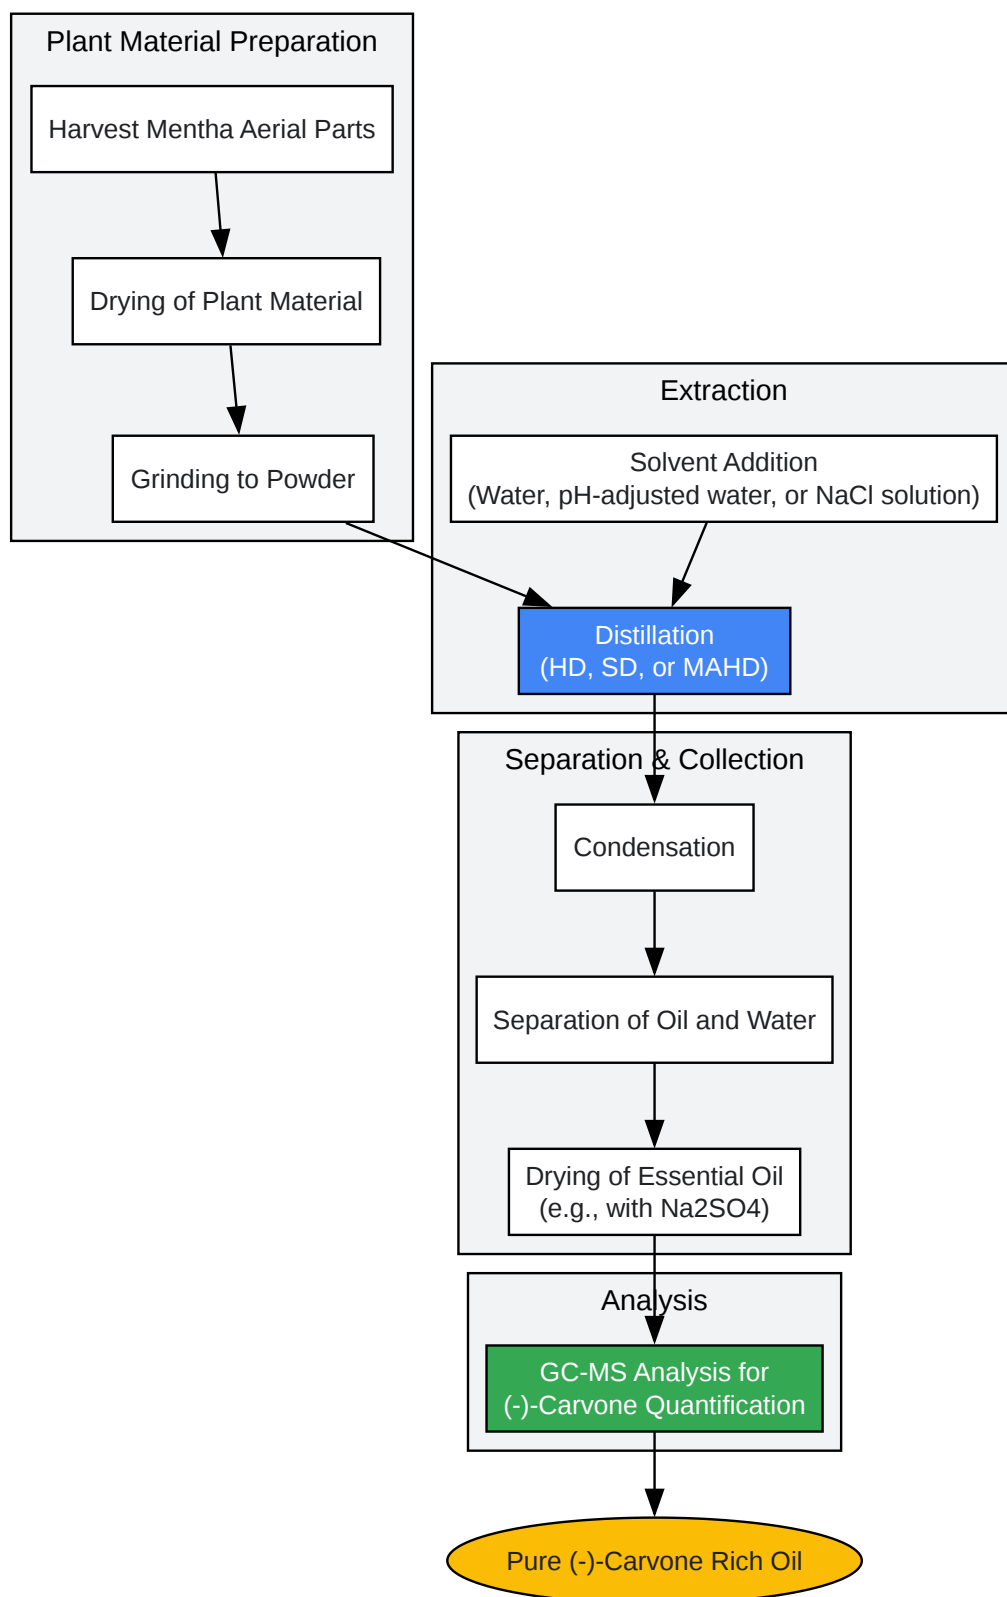 Plant Material Preparation
Harvest Mentha Aerial Parts
Drying of Plant Material
Grinding to Powder
Extraction
Solvent Addition
(Water, pH-adjusted water, or NaCl solution)
Distillation
(HD, SD, or MAHD)
Separation & Collection
Condensation
Separation of Oil and Water
Drying of Essential Oil
(e.g., with Na2SO4)
Analysis
GC-MS Analysis for
(-)-Carvone Quantification
Pure (-)-Carvone Rich Oil